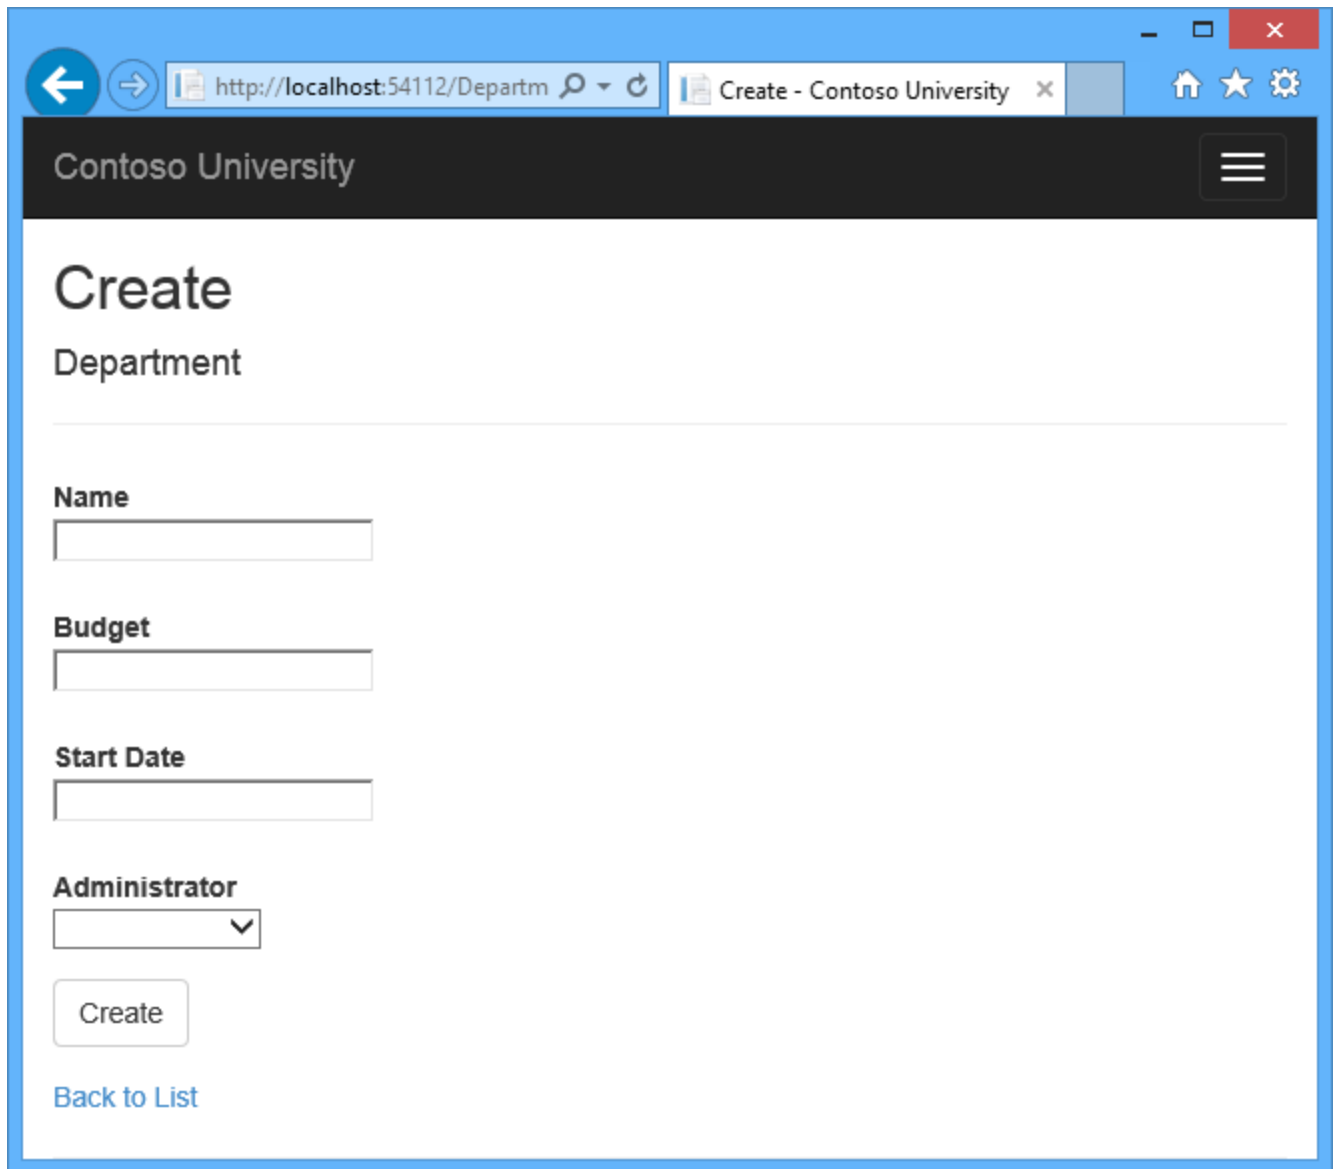 http://localhost:54112/Departm
Create - Contoso University
Contoso University
Create
Department
Name
Budget
Start Date
Administrator
Create
Back to List